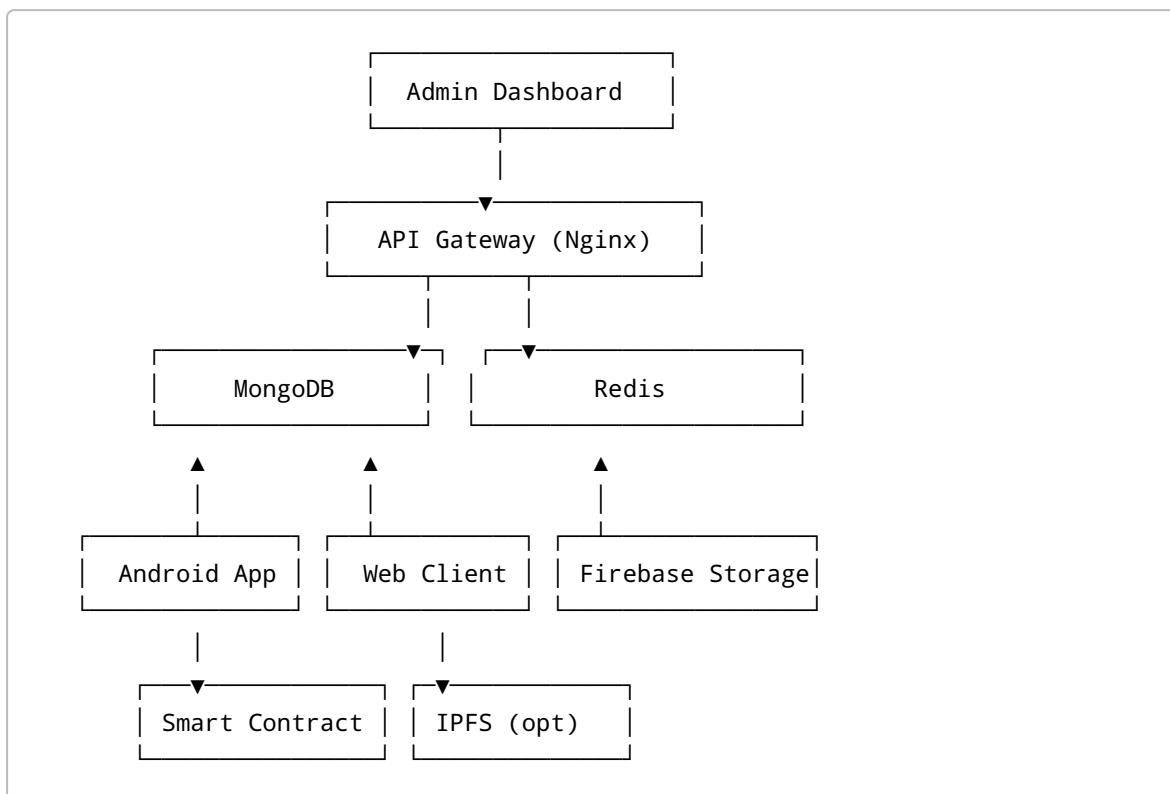 Admin Dashboard
API Gateway (Nginx)
MongoDB Redis
Android App Web Client Firebase Storage
Smart Contract IPFS (opt)